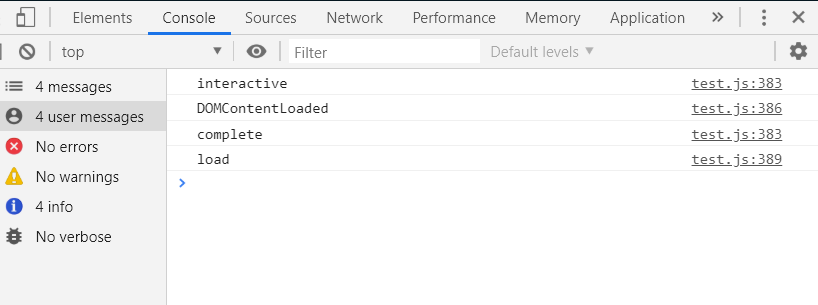 Elements Console Sources Network Performance Memory Application »
top Filter Default levels
4 messages
4 user messages
No errors
No warnings
4 info
No verbose
interactive test.js:383
DOMContentLoaded test.js:386
complete test.js:383
load test.js:389